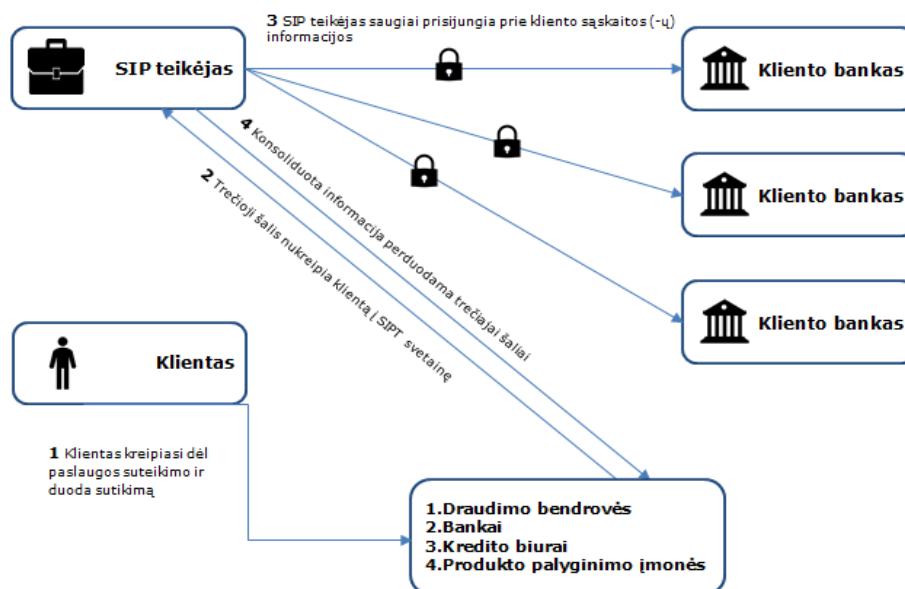 3 SIP teikėjas saugiai prisijungia prie kliento sąskaitos (-ų)
informacijos
SIP teikėjas
Kliento bankas
Kliento bankas
Kliento bankas
4 Konsoliduota informacija perduodama trečiajai šaliai
2 Trečioji šalis nukreipia klientą į SIPT svetainę
Klientas
1 Klientas kreipiasi dėl
paslaugos suteikimo ir
duoda sutikimą
1.Draudimo bendrovės
2.Bankai
3.Kredito biurai
4.Produkto palyginimo įmonės